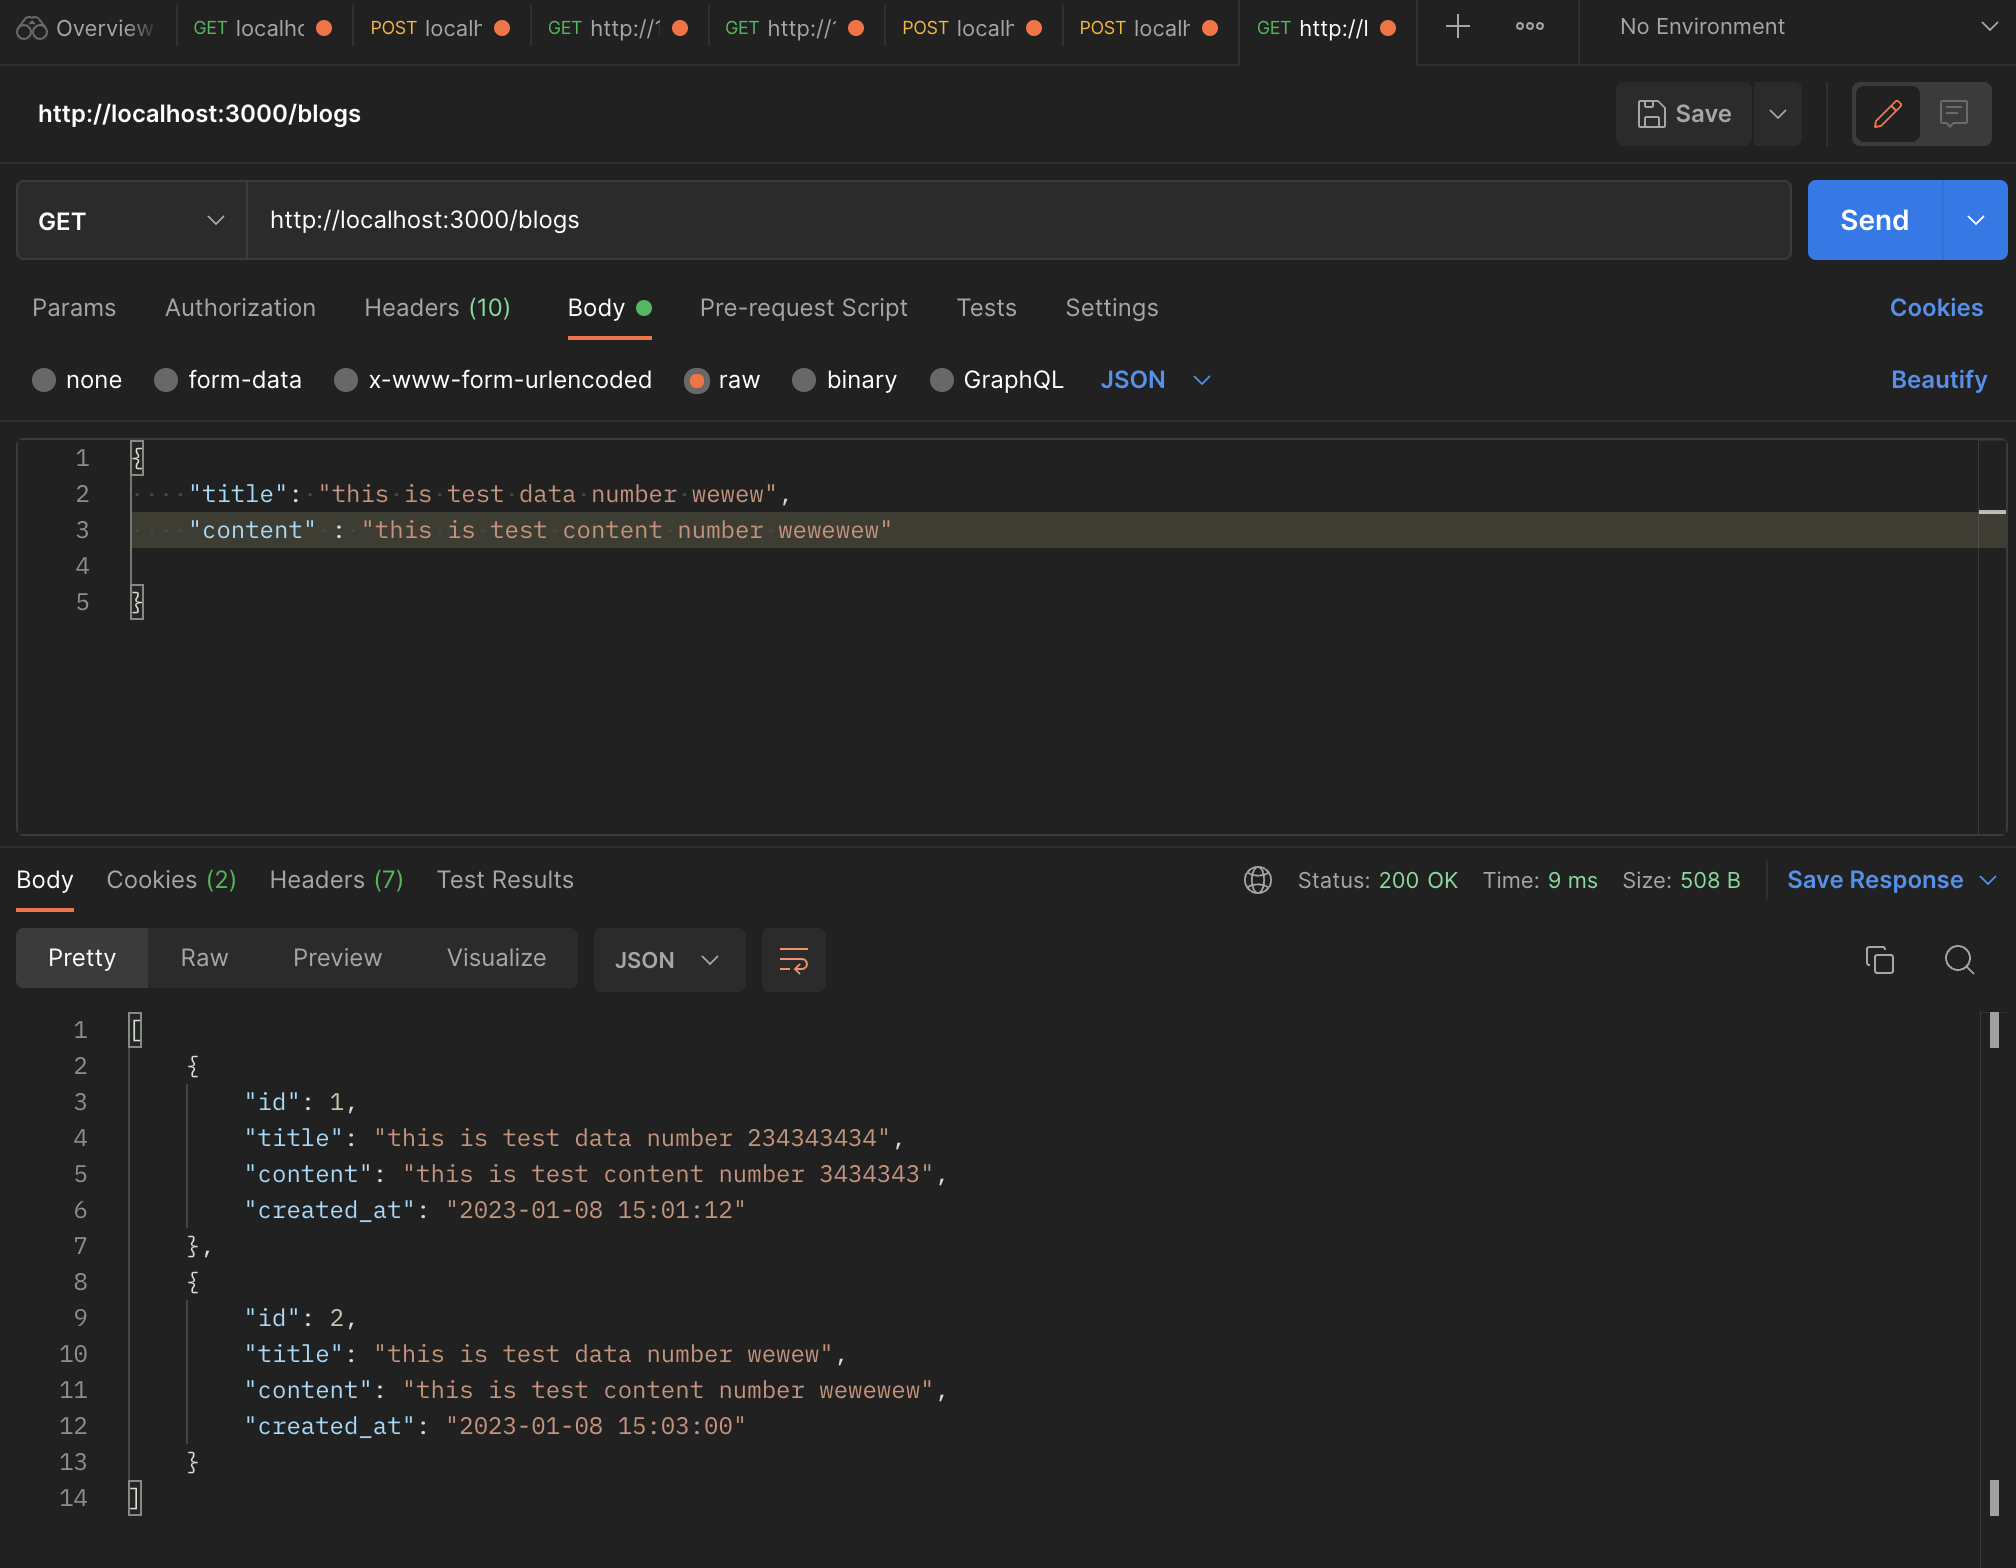 Overview GET localhc POST localh GET http://1 GET http://1 POST localh POST localh GET http://l No Environment
http://localhost:3000/blogs Save
GET http://localhost:3000/blogs Send
Params Authorization Headers (10) Body Pre-request Script Tests Settings Cookies
none form-data x-www-form-urlencoded raw binary GraphQL JSON Beautify
1 {
2 "title": "this is test data number wewew",
3 "content" : "this is test content number wewewew"
4
5 }
Body Cookies (2) Headers (7) Test Results Status: 200 OK Time: 9 ms Size: 508 B Save Response
Pretty Raw Preview Visualize JSON
1 [
2 {
3 "id": 1,
4 "title": "this is test data number 234343434",
5 "content": "this is test content number 3434343",
6 "created_at": "2023-01-08 15:01:12"
7 },
8 {
9 "id": 2,
10 "title": "this is test data number wewew",
11 "content": "this is test content number wewewew",
12 "created_at": "2023-01-08 15:03:00"
13 }
14 ]